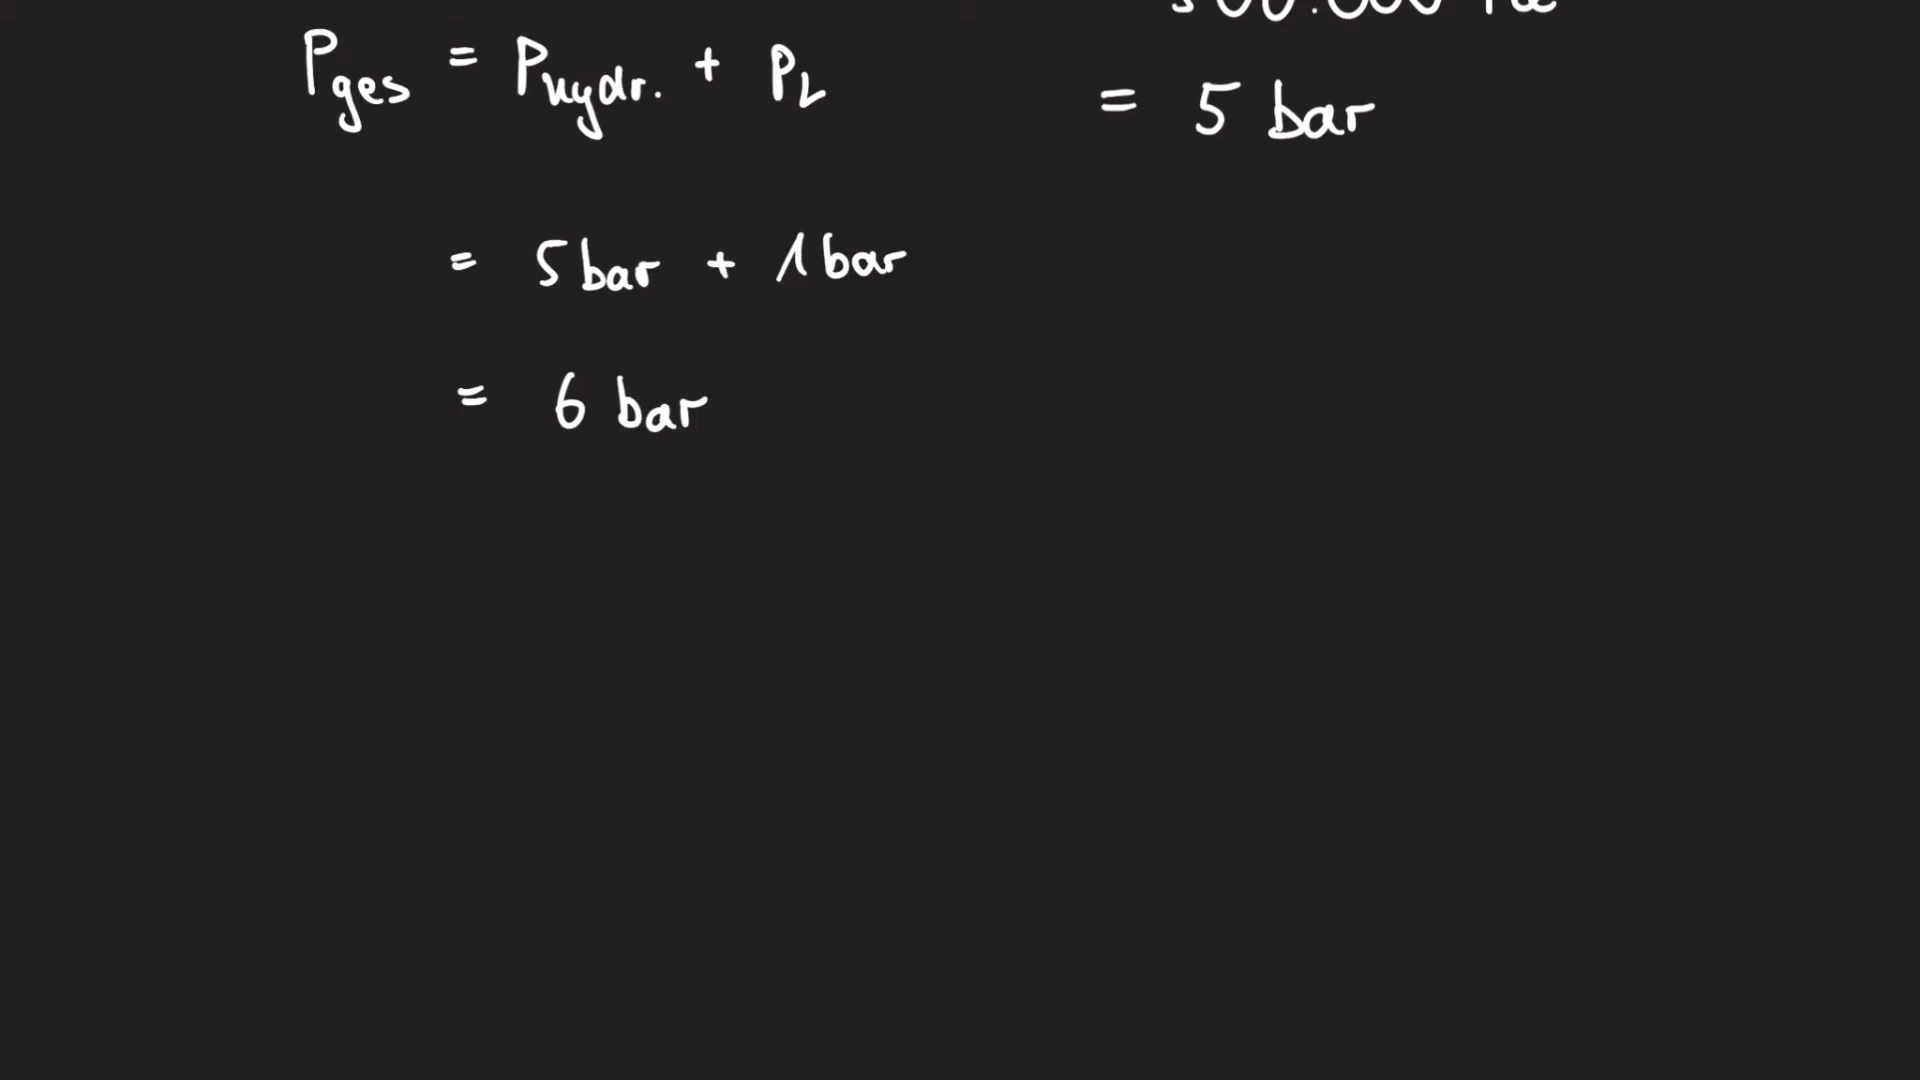 Pges = Phydr. + PL
= 5 bar + 1 bar
= 6 bar
= 5 bar